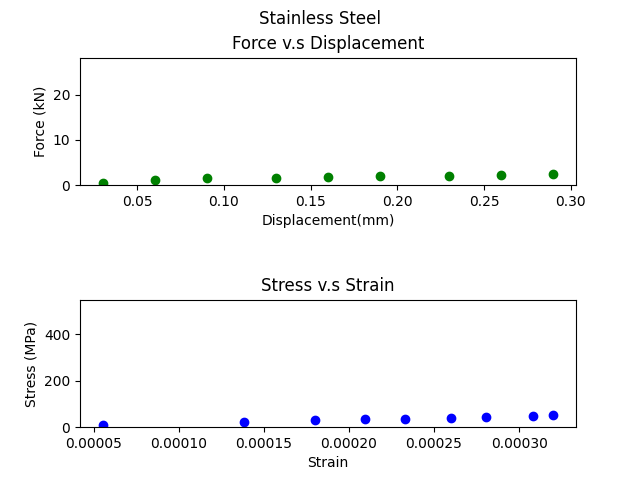 Stainless Steel
Force v.s Displacement
20
10
0
Force (kN)
0.05 0.10 0.15 0.20 0.25 0.30
Displacement(mm)
Stress v.s Strain
400
200
0
Stress (MPa)
0.00005 0.00010 0.00015 0.00020 0.00025 0.00030
Strain